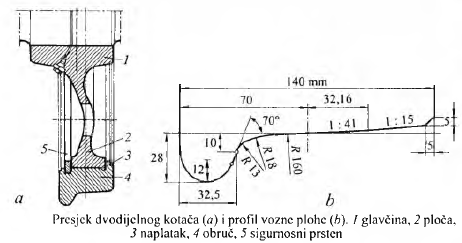 1
140 mm
70
32,16
70°
1 : 41
1 : 15
5
5
10
28
12
R 13
R 18
R 160
32,5
5
2
3
4
a
b
Presjek dvodijelnog kotača (a) i profil vozne plohe (b). 1 glavčina, 2 ploča,
3 naplatak, 4 obruč, 5 sigurnosni prsten